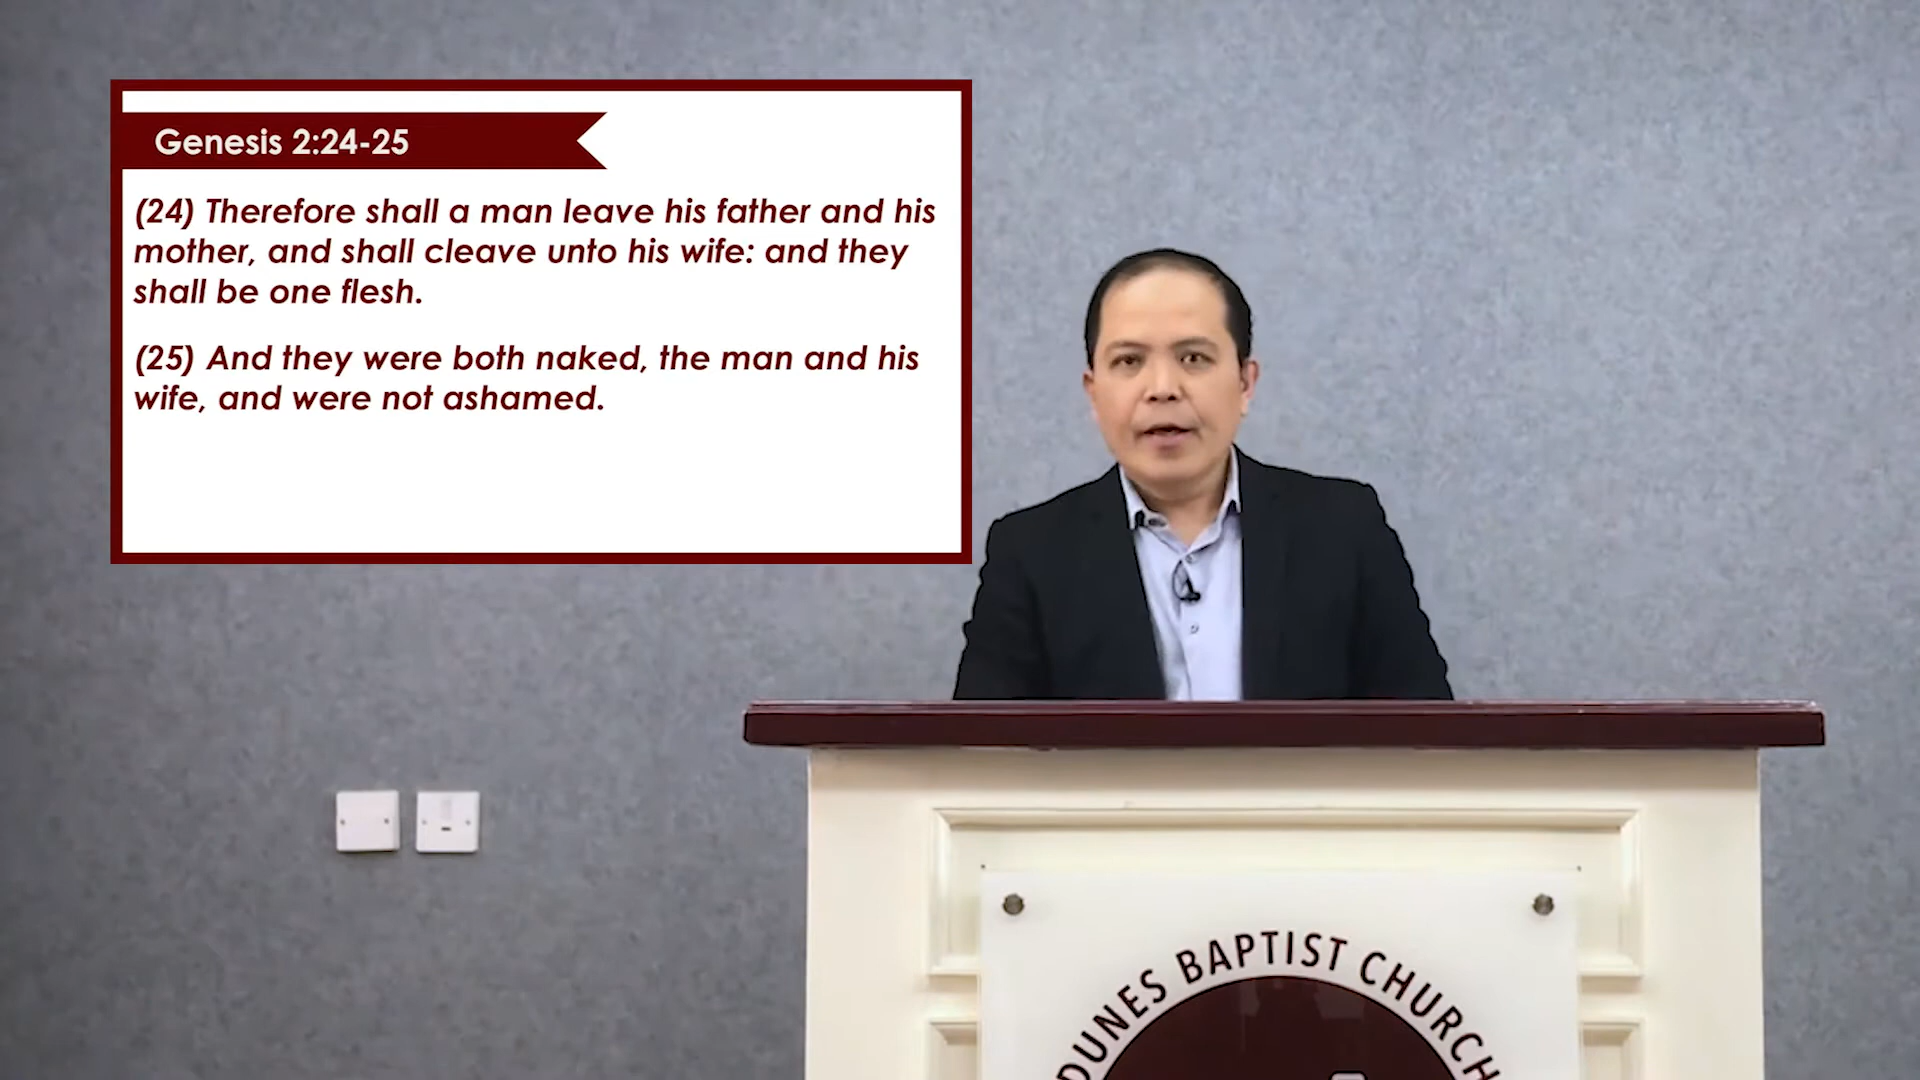 Genesis 2:24-25
(24) Therefore shall a man leave his father and his
mother, and shall cleave unto his wife: and they
shall be one flesh.
(25) And they were both naked, the man and his
wife, and were not ashamed.
DUNES BAPTIST CHURCH